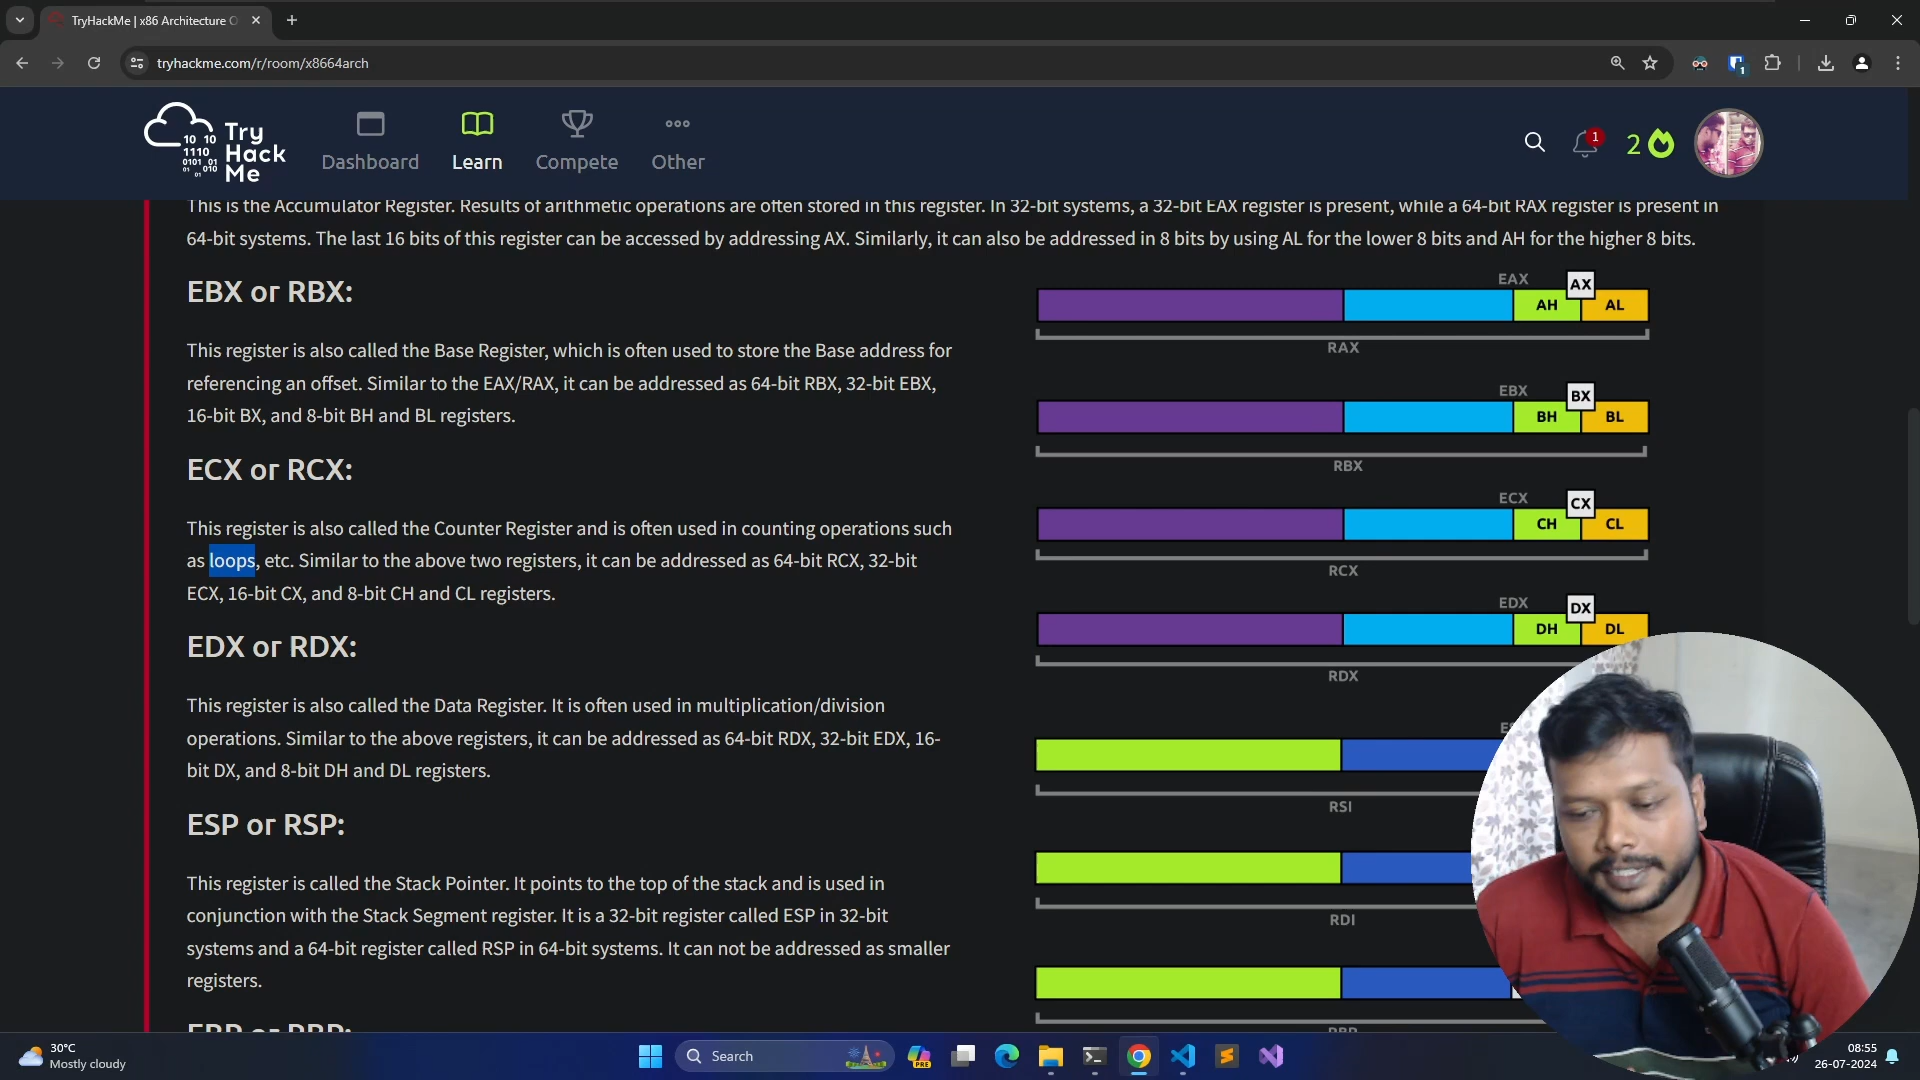 TryHackMe | x86 Architecture O
tryhackme.com/r/room/x8664arch
1
10 10
1110
0101 01
01 010
01
Try
Hack
Me
Dashboard
Learn
Compete
Other
1
2
This is the Accumulator Register. Results of arithmetic operations are often stored in this register. In 32-bit systems, a 32-bit EAX register is present, while a 64-bit RAX register is present in
64-bit systems. The last 16 bits of this register can be accessed by addressing AX. Similarly, it can also be addressed in 8 bits by using AL for the lower 8 bits and AH for the higher 8 bits.
EBX or RBX:
This register is also called the Base Register, which is often used to store the Base address for
referencing an offset. Similar to the EAX/RAX, it can be addressed as 64-bit RBX, 32-bit EBX,
16-bit BX, and 8-bit BH and BL registers.
ECX or RCX:
This register is also called the Counter Register and is often used in counting operations such
as loops, etc. Similar to the above two registers, it can be addressed as 64-bit RCX, 32-bit
ECX, 16-bit CX, and 8-bit CH and CL registers.
EDX or RDX:
This register is also called the Data Register. It is often used in multiplication/division
operations. Similar to the above registers, it can be addressed as 64-bit RDX, 32-bit EDX, 16-
bit DX, and 8-bit DH and DL registers.
ESP or RSP:
This register is called the Stack Pointer. It points to the top of the stack and is used in
conjunction with the Stack Segment register. It is a 32-bit register called ESP in 32-bit
systems and a 64-bit register called RSP in 64-bit systems. It can not be addressed as smaller
registers.
EBP or RBP:
EAX
AX
AH
AL
RAX
EBX
BX
BH
BL
RBX
ECX
CX
CH
CL
RCX
EDX
DX
DH
DL
RDX
RSI
RDI
RBP
30°C
Mostly cloudy
Search
PRE
08:55
26-07-2024